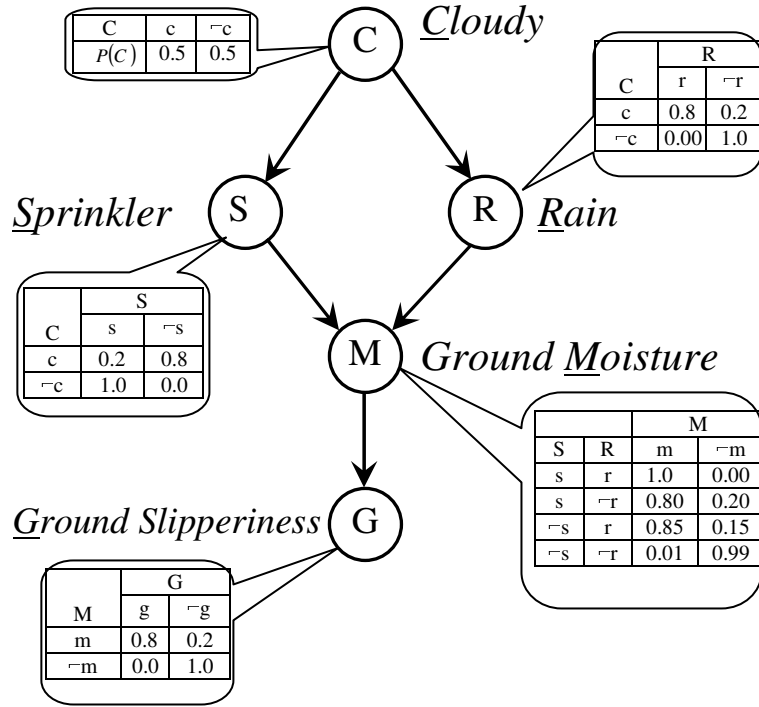 C c ¬c
P(C) 0.5 0.5
C
Cloudy
R
C r ¬r
c 0.8 0.2
¬c 0.00 1.0
Sprinkler
S
R
Rain
S
C s ¬s
c 0.2 0.8
¬c 1.0 0.0
M
Ground Moisture
M
S R m ¬m
s r 1.0 0.00
s ¬r 0.80 0.20
¬s r 0.85 0.15
¬s ¬r 0.01 0.99
Ground Slipperiness
G
G
M g ¬g
m 0.8 0.2
¬m 0.0 1.0